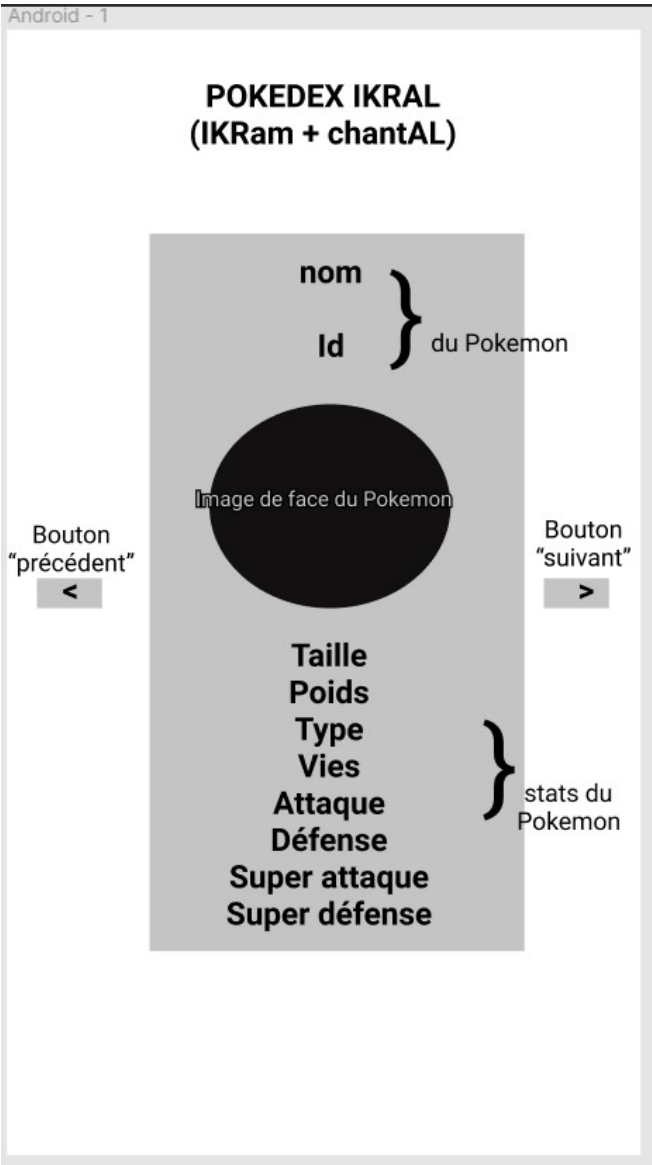 Android - 1
POKEDEX IKRAL
(IKRam + chantAL)
nom
Id
} du Pokemon
Image de face du Pokemon
Bouton
“précédent”
<
Bouton
“suivant”
>
Taille
Poids
Type
Vies
Attaque
Défense
Super attaque
Super défense
} stats du
Pokemon